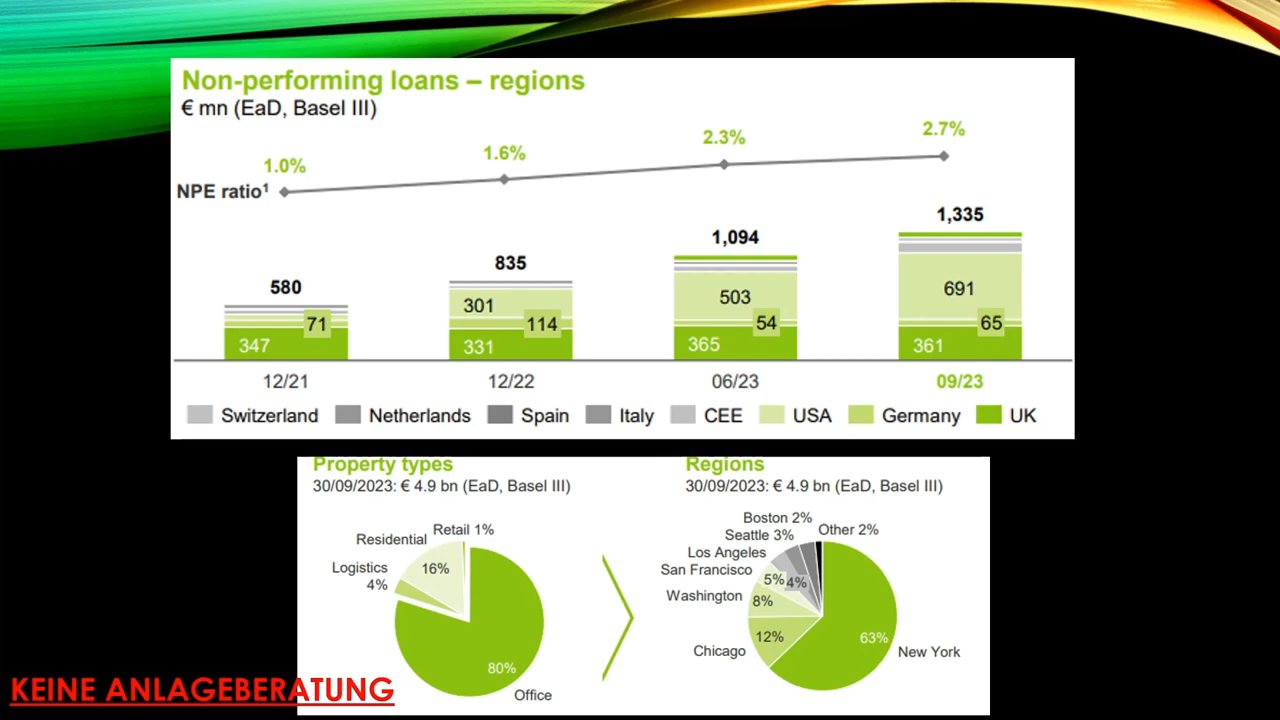 Non-performing loans – regions
€ mn (EaD, Basel III)
1.0% 1.6% 2.3% 2.7%
NPE ratio¹
580 835 1,094 1,335
71 301 114 503 54 691 65
347 331 365 361
12/21 12/22 06/23 09/23
Switzerland Netherlands Spain Italy CEE USA Germany UK
Property types
30/09/2023: € 4.9 bn (EaD, Basel III)
Retail 1%
Residential
16%
Logistics
4%
80%
Office
Regions
30/09/2023: € 4.9 bn (EaD, Basel III)
Boston 2% Other 2%
Seattle 3%
Los Angeles
San Francisco
5% 4%
Washington
8%
12%
63%
Chicago
New York
KEINE ANLAGEBERATUNG